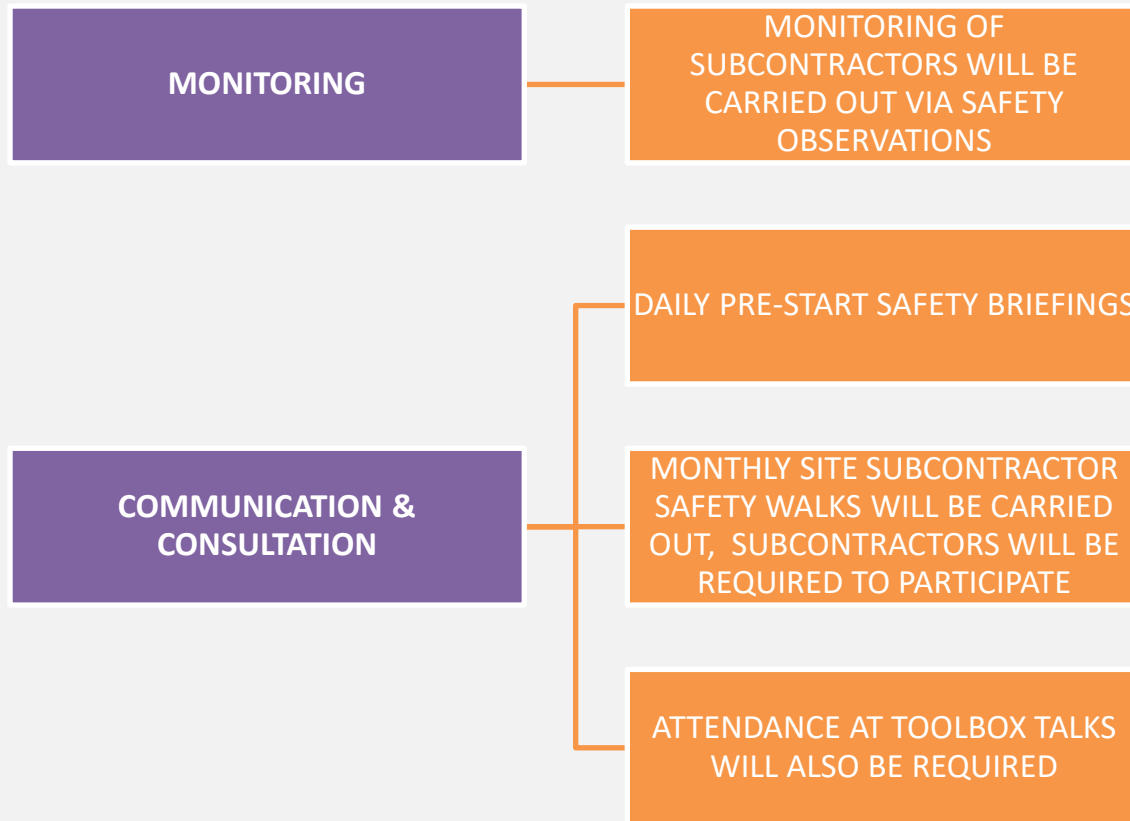 MONITORING
MONITORING OF
SUBCONTRACTORS WILL BE
CARRIED OUT VIA SAFETY
OBSERVATIONS
DAILY PRE-START SAFETY BRIEFINGS
COMMUNICATION &
CONSULTATION
MONTHLY SITE SUBCONTRACTOR
SAFETY WALKS WILL BE CARRIED
OUT,  SUBCONTRACTORS WILL BE
REQUIRED TO PARTICIPATE
ATTENDANCE AT TOOLBOX TALKS
WILL ALSO BE REQUIRED